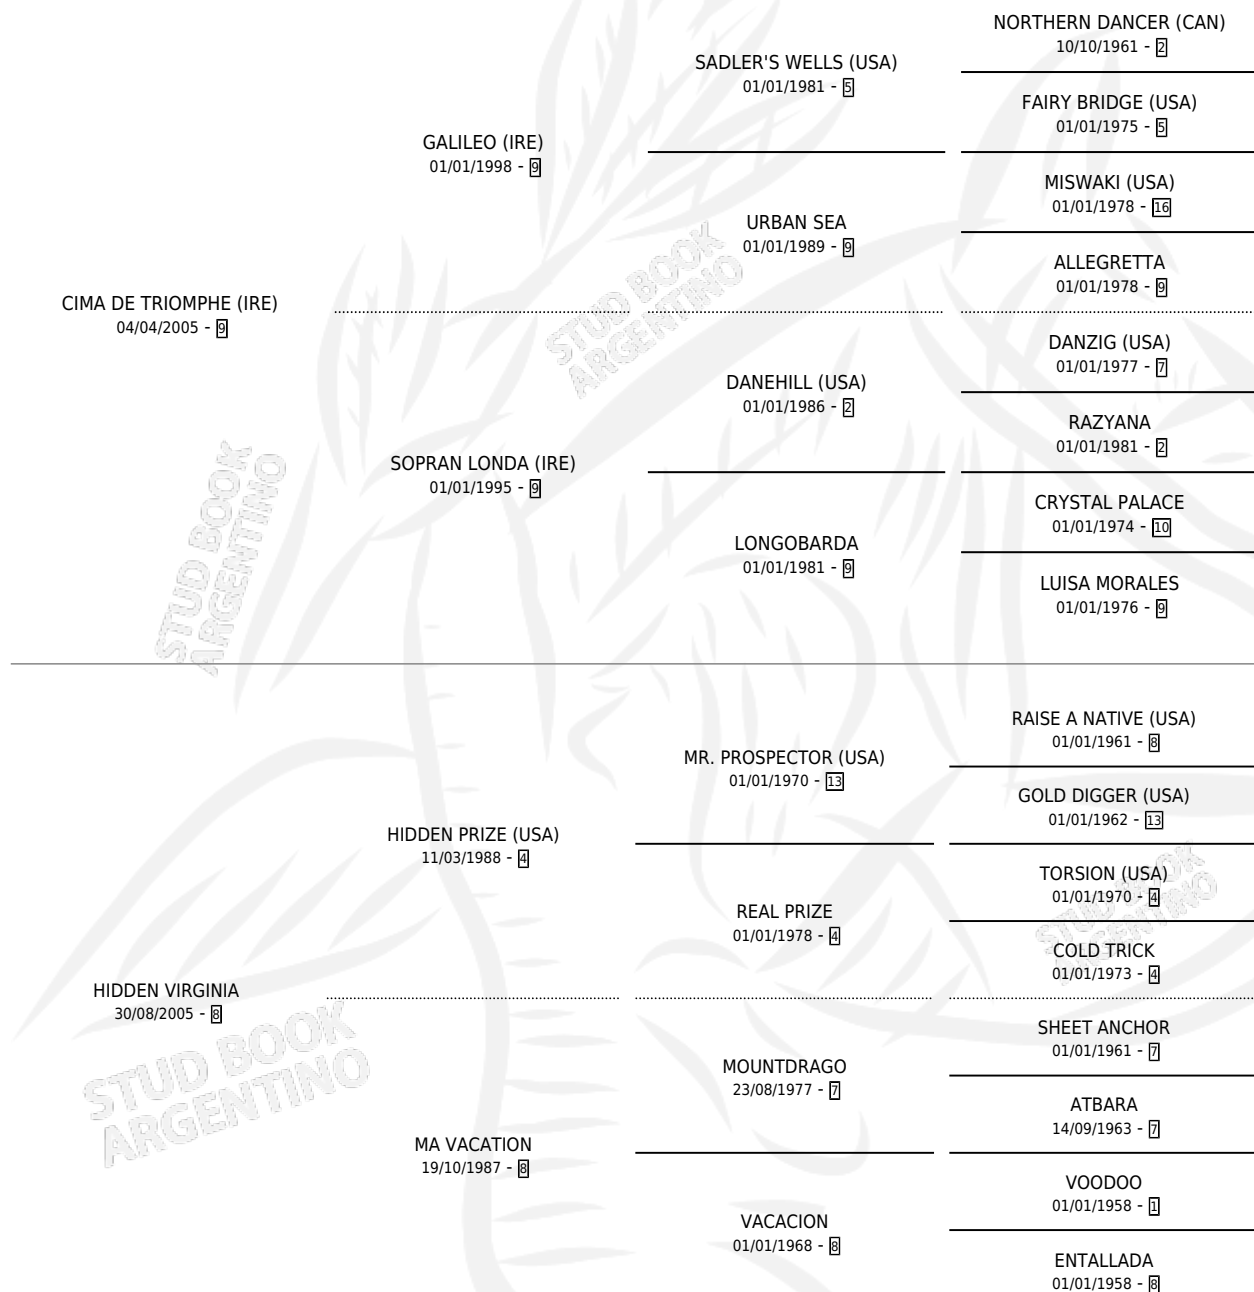 NORTHERN DANCER (CAN)
10/10/1961 - 2
SADLER'S WELLS (USA)
01/01/1981 - 5
FAIRY BRIDGE (USA)
01/01/1975 - 5
GALILEO (IRE)
01/01/1998 - 9
MISWAKI (USA)
01/01/1978 - 16
URBAN SEA
01/01/1989 - 9
ALLEGRETTA
01/01/1978 - 9
CIMA DE TRIOMPHE (IRE)
04/04/2005 - 9
DANZIG (USA)
01/01/1977 - 7
DANEHILL (USA)
01/01/1986 - 2
RAZYANA
01/01/1981 - 2
SOPRAN LONDA (IRE)
01/01/1995 - 9
CRYSTAL PALACE
01/01/1974 - 10
LONGOBARDA
01/01/1981 - 9
LUISA MORALES
01/01/1976 - 9
RAISE A NATIVE (USA)
01/01/1961 - 8
MR. PROSPECTOR (USA)
01/01/1970 - 13
GOLD DIGGER (USA)
01/01/1962 - 13
HIDDEN PRIZE (USA)
11/03/1988 - 4
TORSION (USA)
01/01/1970 - 4
REAL PRIZE
01/01/1978 - 4
COLD TRICK
01/01/1973 - 4
HIDDEN VIRGINIA
30/08/2005 - 8
SHEET ANCHOR
01/01/1961 - 7
MOUNTDRAGO
23/08/1977 - 7
ATBARA
14/09/1963 - 7
MA VACATION
19/10/1987 - 8
VOODOO
01/01/1958 - 1
VACACION
01/01/1968 - 8
ENTALLADA
01/01/1958 - 8
STUD BOOK
ARGENTINO
STUD BOOK
ARGENTINO
STUD BOOK
ARGENTINO
STUD BOOK
ARGENTINO